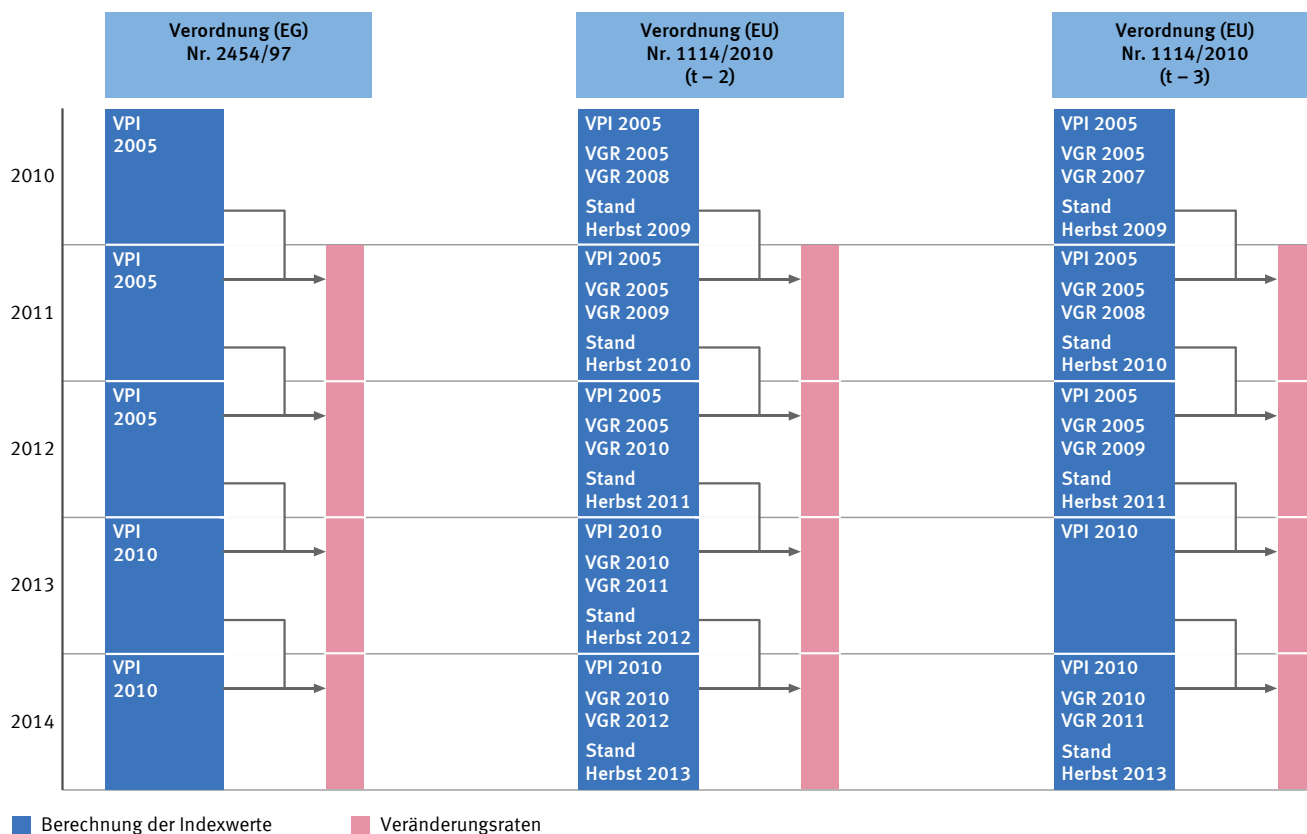 Verordnung (EG)
Nr. 2454/97
Verordnung (EU)
Nr. 1114/2010
(t – 2)
Verordnung (EU)
Nr. 1114/2010
(t – 3)
2010
VPI
2005
VPI 2005
VGR 2005
VGR 2008
Stand
Herbst 2009
VPI 2005
VGR 2005
VGR 2007
Stand
Herbst 2009
2011
VPI
2005
VPI 2005
VGR 2005
VGR 2009
Stand
Herbst 2010
VPI 2005
VGR 2005
VGR 2008
Stand
Herbst 2010
2012
VPI
2005
VPI 2005
VGR 2005
VGR 2010
Stand
Herbst 2011
VPI 2005
VGR 2005
VGR 2009
Stand
Herbst 2011
2013
VPI
2010
VPI 2010
VGR 2010
VGR 2011
Stand
Herbst 2012
VPI 2010
2014
VPI
2010
VPI 2010
VGR 2010
VGR 2012
Stand
Herbst 2013
VPI 2010
VGR 2010
VGR 2011
Stand
Herbst 2013
Berechnung der Indexwerte
Veränderungsraten